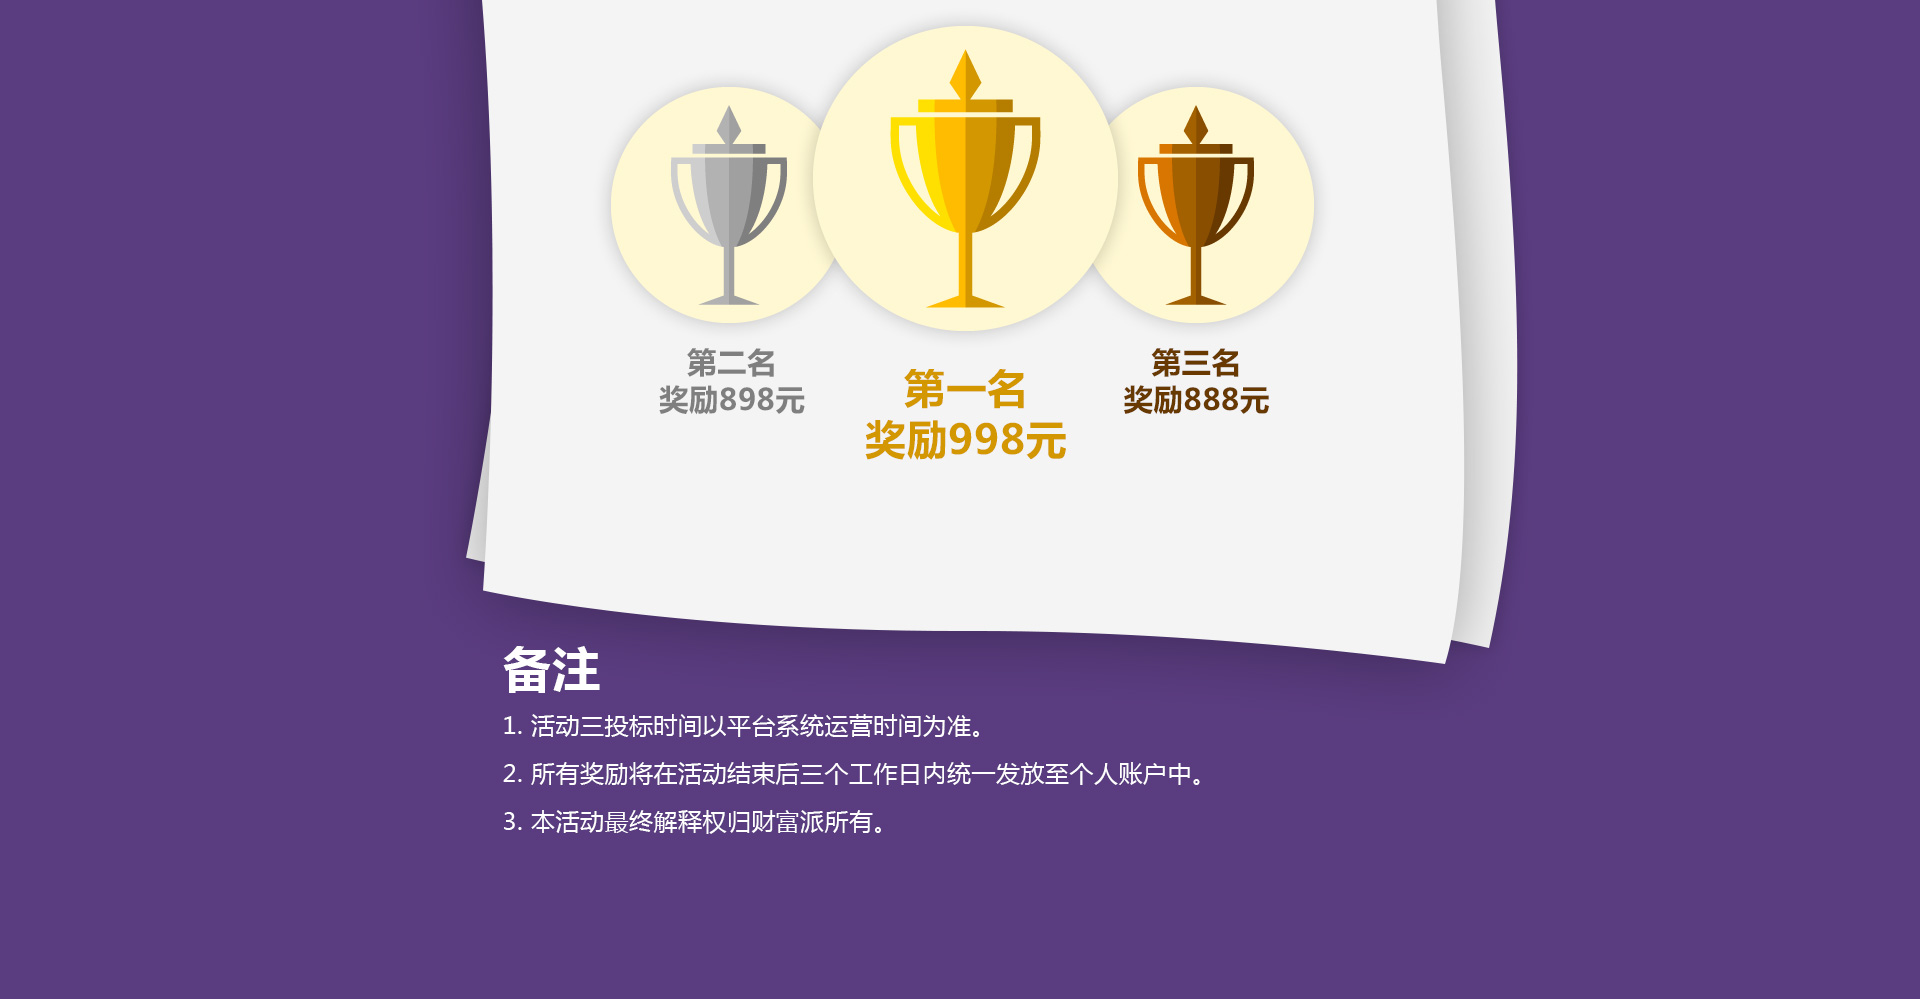 第二名
奖励898元
第一名
奖励998元
第三名
奖励888元
备注
1. 活动三投标时间以平台系统运营时间为准。
2. 所有奖励将在活动结束后三个工作日内统一发放至个人账户中。
3. 本活动最终解释权归财富派所有。